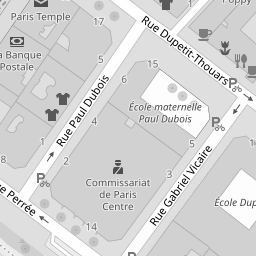 Paris Temple
Poppy
Rue Dupetit-Thouars
La Banque
Postale
6
15
5
Rue Paul Dubois
École maternelle
Paul Dubois
4
3
1
2
Commissariat
de Paris
Centre
Rue Gabriel Vicaire
École Dup
e Perrée
17
14